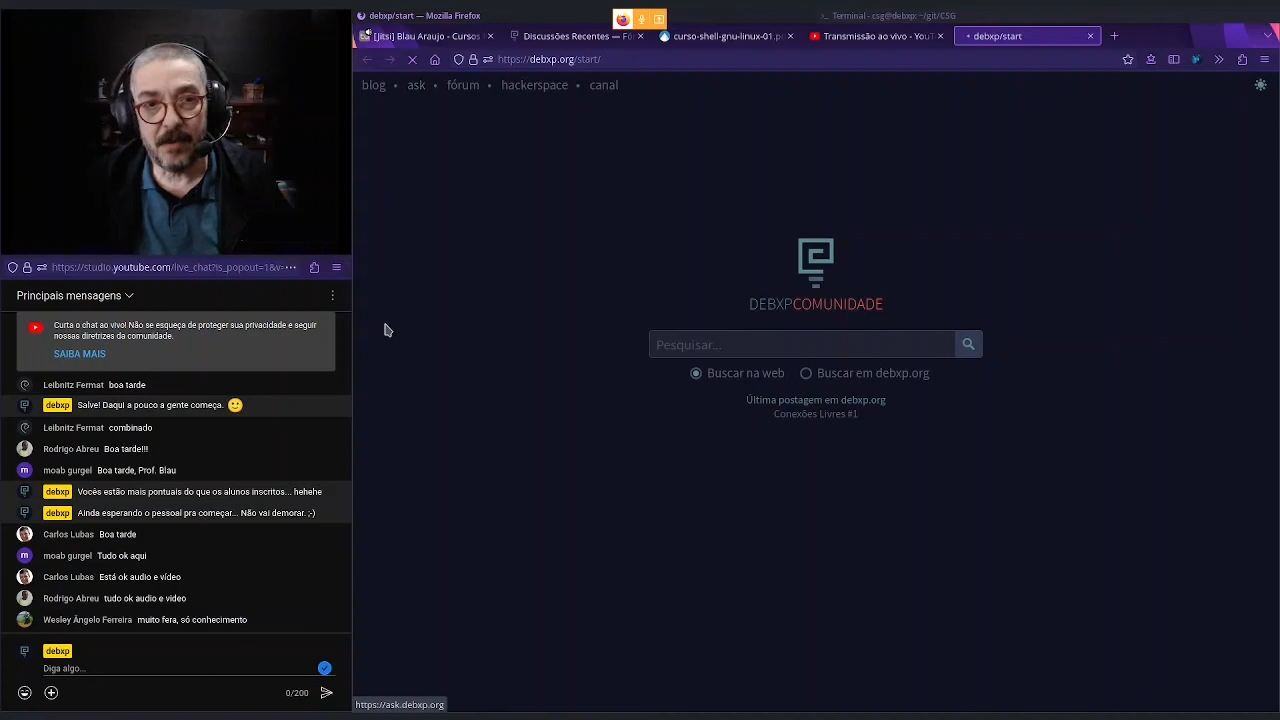 debxp/start — Mozilla Firefox
Terminal - csg@debxp: ~/git/CSG
[Jitsi] Blau Araujo - Cursos
Discussões Recentes — Fó
curso-shell-gnu-linux-01.p
Transmissão ao vivo - YouT
debxp/start
https://debxp.org/start/
blog • ask • fórum • hackerspace • canal
DEBXPCOMUNIDADE
Pesquisar...
Buscar na web
Buscar em debxp.org
Última postagem em debxp.org
Conexões Livres #1
https://ask.debxp.org
https://studio.youtube.com/live_chat?is_popout=1&v=
Principais mensagens
Curta o chat ao vivo! Não se esqueça de proteger sua privacidade e seguir
nossas diretrizes da comunidade.
SAIBA MAIS
Leibnitz Fermat boa tarde
debxp Salve! Daqui a pouco a gente começa. 🙂
Leibnitz Fermat combinado
Rodrigo Abreu Boa tarde!!!
m moab gurgel Boa tarde, Prof. Blau
debxp Vocês estão mais pontuais do que os alunos inscritos... hehehe
debxp Ainda esperando o pessoal pra começar... Não vai demorar. ;-)
Carlos Lubas Boa tarde
m moab gurgel Tudo ok aqui
Carlos Lubas Está ok audio e vídeo
Rodrigo Abreu tudo ok audio e video
Wesley Ângelo Ferreira muito fera, só conhecimento
debxp
Diga algo...
0/200